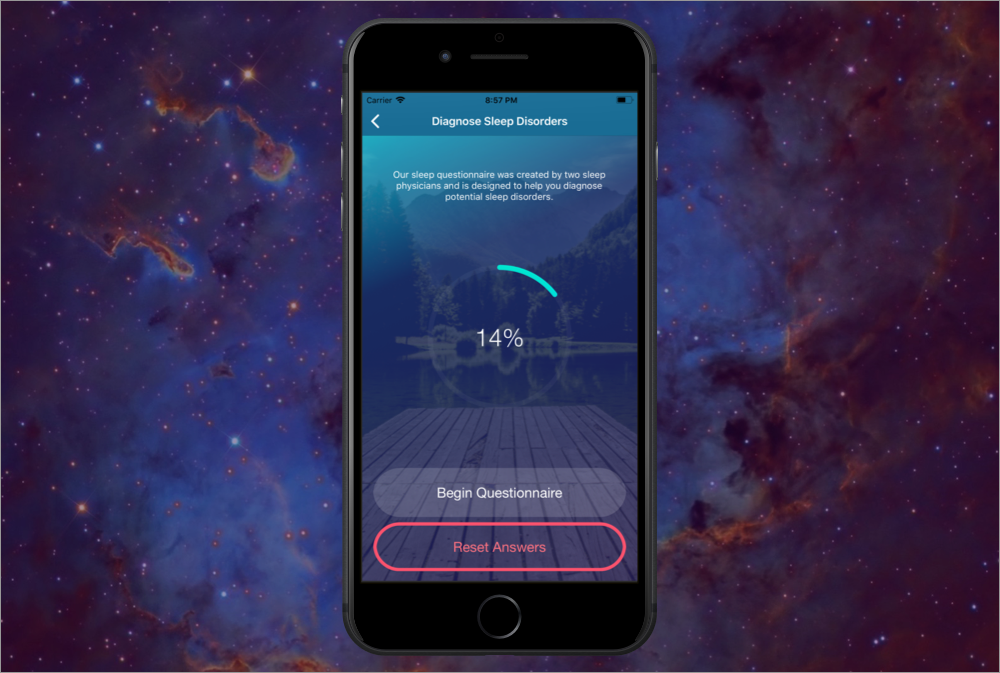 Carrier 8:57 PM
Diagnose Sleep Disorders
Our sleep questionnaire was created by two sleep
physicians and is designed to help you diagnose
potential sleep disorders.
14%
Begin Questionnaire
Reset Answers